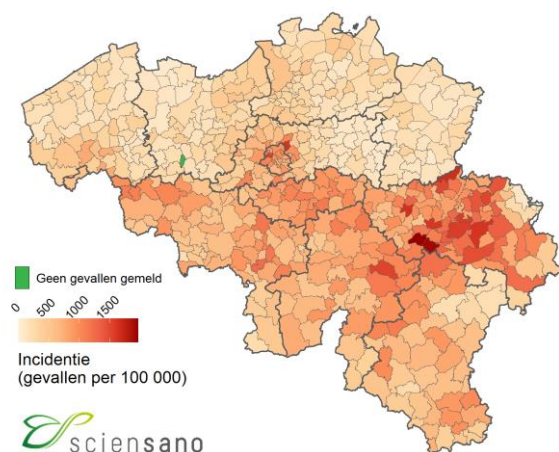 Geen gevallen gemeld
0
500
1000
1500
Incidentie
(gevallen per 100 000)
sciensano